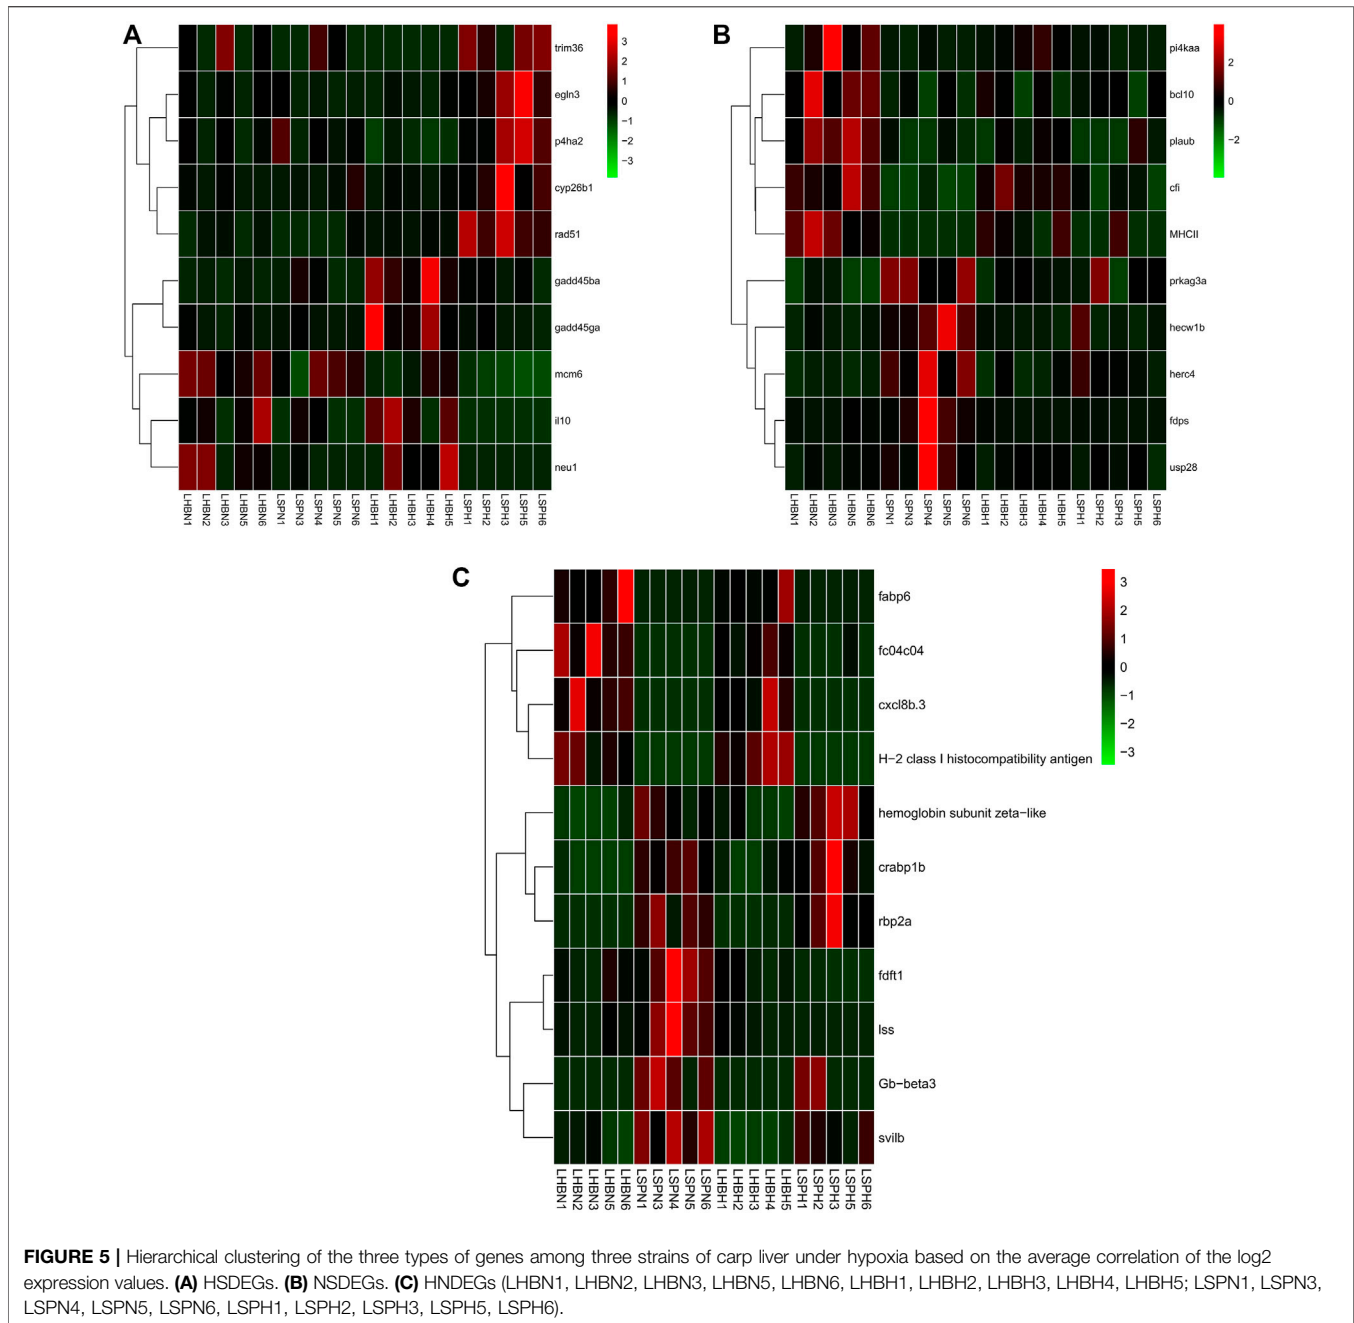 A
trim36
egln3
p4ha2
cyp26b1
rad51
gadd45ba
gadd45ga
mcm6
il10
neu1
3
2
1
0
−1
−2
−3
LHBN1
LHBN2
LHBN3
LHBN5
LHBN6
LSPN1
LSPN3
LSPN4
LSPN5
LSPN6
LHBH1
LHBH2
LHBH3
LHBH4
LHBH5
LSPH1
LSPH2
LSPH3
LSPH5
LSPH6
B
pi4kaa
bcl10
plaub
cfi
MHCII
prkag3a
hecw1b
herc4
fdps
usp28
2
0
−2
LHBN1
LHBN2
LHBN3
LHBN5
LHBN6
LSPN1
LSPN3
LSPN4
LSPN5
LSPN6
LHBH1
LHBH2
LHBH3
LHBH4
LHBH5
LSPH1
LSPH2
LSPH3
LSPH5
LSPH6
C
fabp6
fc04c04
cxcl8b.3
H−2 class I histocompatibility antigen
hemoglobin subunit zeta−like
crabp1b
rbp2a
fdft1
lss
Gb−beta3
svilb
3
2
1
0
−1
−2
−3
LHBN1
LHBN2
LHBN3
LHBN5
LHBN6
LSPN1
LSPN3
LSPN4
LSPN5
LSPN6
LHBH1
LHBH2
LHBH3
LHBH4
LHBH5
LSPH1
LSPH2
LSPH3
LSPH5
LSPH6
FIGURE 5 | Hierarchical clustering of the three types of genes among three strains of carp liver under hypoxia based on the average correlation of the log2
expression values. (A) HSDEGs. (B) NSDEGs. (C) HNDEGs (LHBN1, LHBN2, LHBN3, LHBN5, LHBN6, LHBH1, LHBH2, LHBH3, LHBH4, LHBH5; LSPN1, LSPN3,
LSPN4, LSPN5, LSPN6, LSPH1, LSPH2, LSPH3, LSPH5, LSPH6).